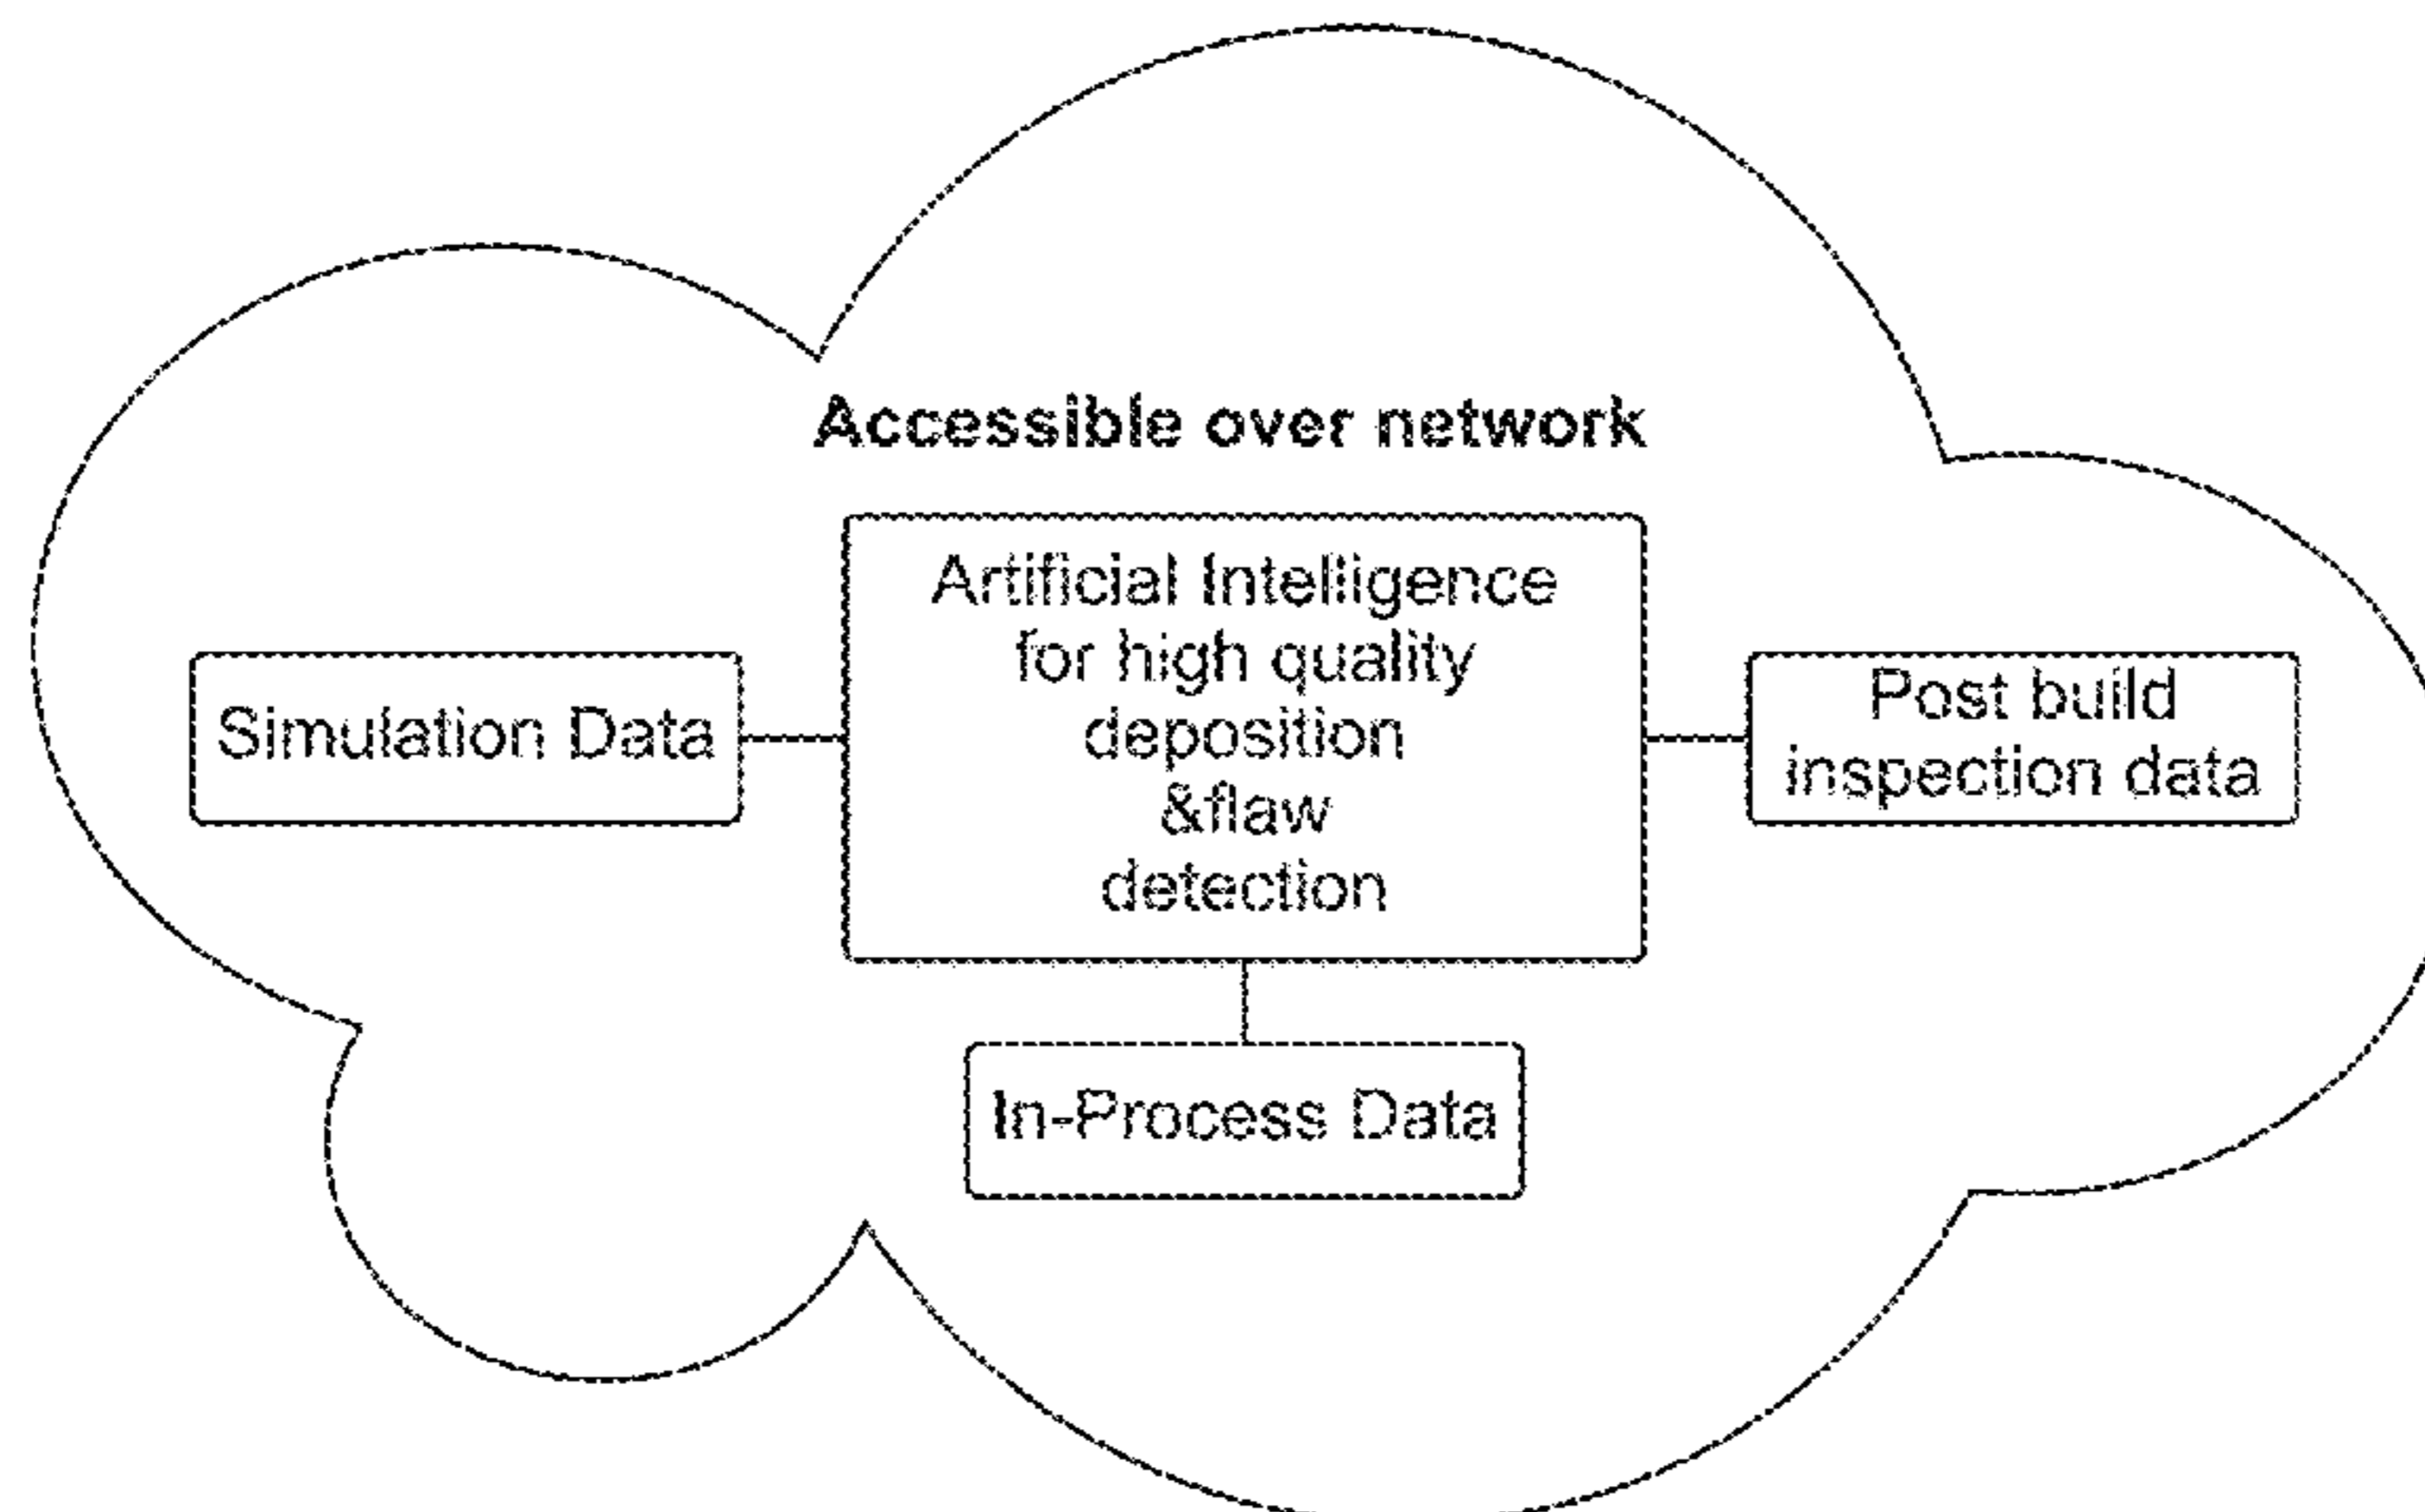 Accessible over network
Artificial Intelligence
for high quality
deposition
&flaw
detection
Simulation Data
Post build
inspection data
In-Process Data